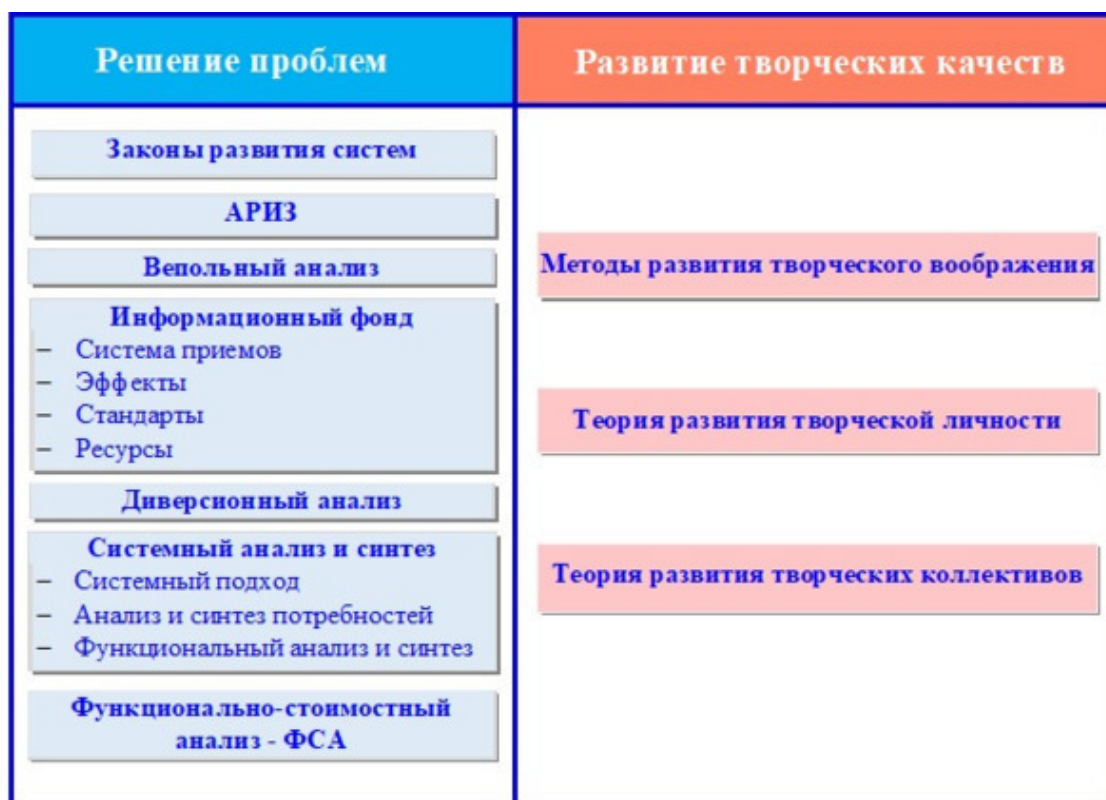 Решение проблем
Развитие творческих качеств
Законы развития систем
АРИЗ
Вепольный анализ
Информационный фонд
– Система приемов
– Эффекты
– Стандарты
– Ресурсы
Диверсионный анализ
Системный анализ и синтез
– Системный подход
– Анализ и синтез потребностей
– Функциональный анализ и синтез
Функционально-стоимостный
анализ - ФСА
Методы развития творческого воображения
Теория развития творческой личности
Теория развития творческих коллективов